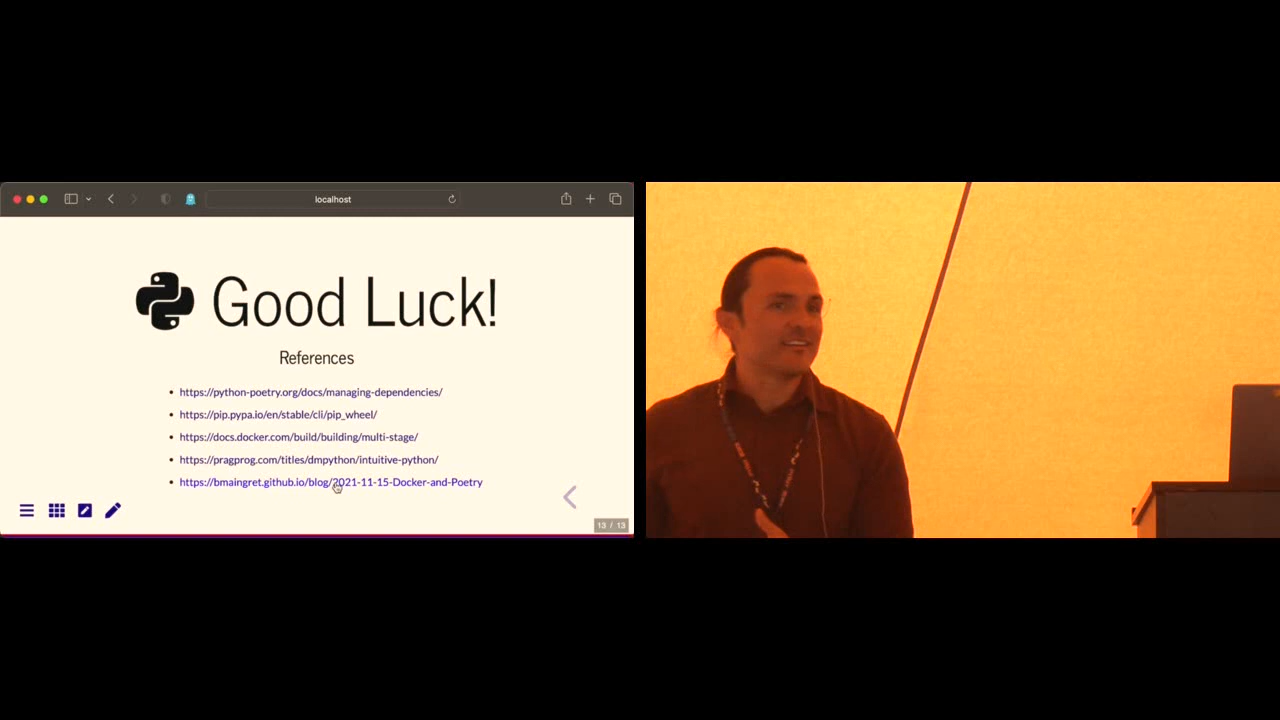 localhost
Good Luck!
References
https://python-poetry.org/docs/managing-dependencies/
https://pip.pypa.io/en/stable/cli/pip_wheel/
https://docs.docker.com/build/building/multi-stage/
https://pragprog.com/titles/dmpython/intuitive-python/
https://bmaingret.github.io/blog/2021-11-15-Docker-and-Poetry
13 / 13